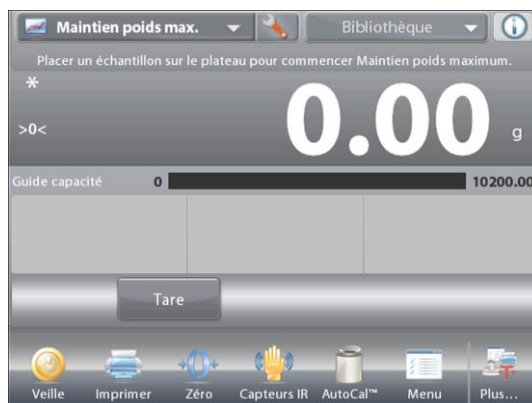 Maintien poids max. Bibliothèque
Placer un échantillon sur le plateau pour commencer Maintien poids maximum.
*
>0< 0.00 g
Guide capacité 0 10200.00
Tare
Veille Imprimer Zéro Capteurs IR AutoCal™ Menu Plus...